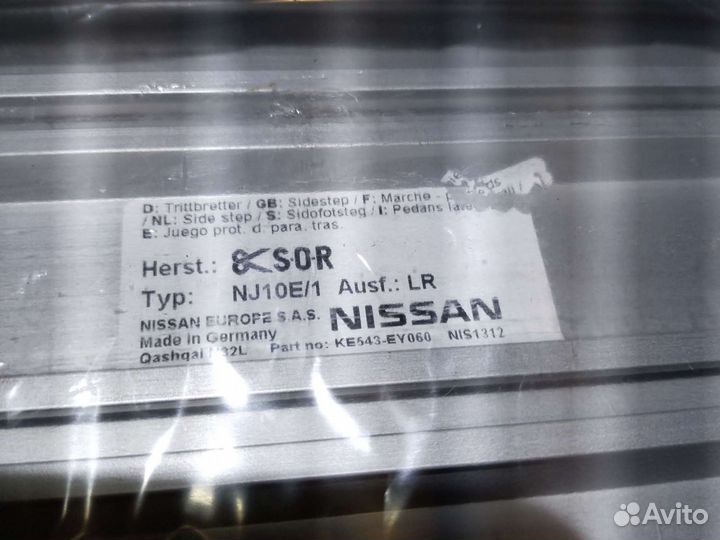 D: Trittbretter / GB: Sidestep / F: Marche -
/ NL: Side step / S: Sidofotsteg / I: Pedans
E: Juego prot. d. para. tras.
Herst.: S·O·R
Typ: NJ10E/1 Ausf.: LR
NISSAN EUROPE S.A.S. NISSAN
Made in Germany
Qashqai Part no: KE543-EY060 NIS1312
Avito